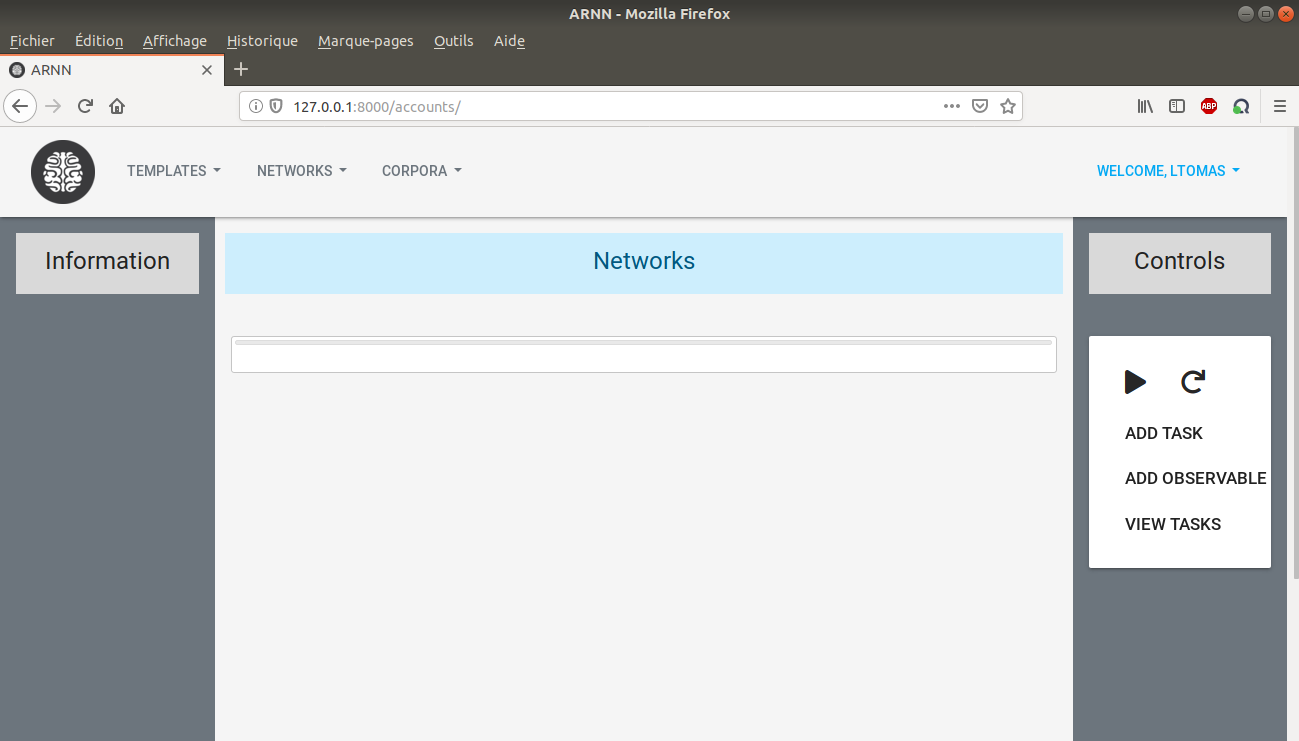 ARNN - Mozilla Firefox
Fichier Édition Affichage Historique Marque-pages Outils Aide
ARNN
127.0.0.1:8000/accounts/
ABP
TEMPLATES NETWORKS CORPORA WELCOME, LTOMAS
Information Networks Controls
ADD TASK
ADD OBSERVABLE
VIEW TASKS